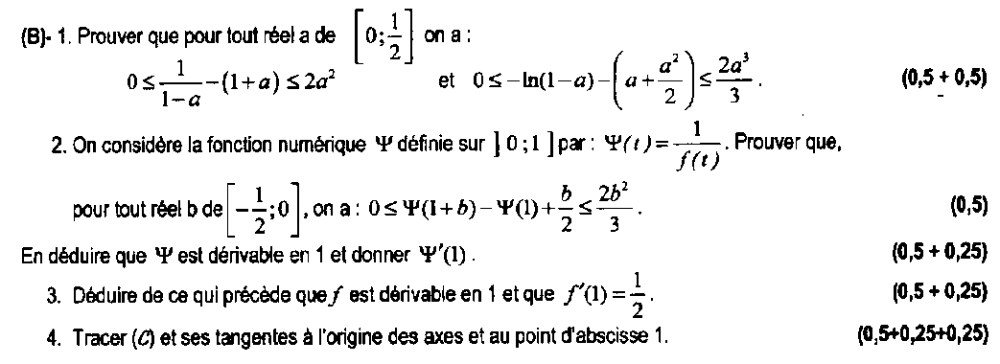 (B)- 1. Prouver que pour tout réel a de [0;1/2] on a :
0 ≤ 1/(1−a) −(1+a) ≤ 2a² et 0 ≤ −ln(1−a)−(a+a²/2) ≤ 2a³/3 . (0,5 + 0,5)
2. On considère la fonction numérique Ψ définie sur ] 0 ;1 ] par : Ψ(t)= 1/f(t) . Prouver que,
pour tout réel b de [−1/2;0], on a : 0 ≤ Ψ(1+b)−Ψ(1)+b/2 ≤ 2b²/3 . (0,5)
En déduire que Ψ est dérivable en 1 et donner Ψ′(1) . (0,5 + 0,25)
3. Déduire de ce qui précède que f est dérivable en 1 et que f′(1) = 1/2 . (0,5 + 0,25)
4. Tracer (C) et ses tangentes à l'origine des axes et au point d'abscisse 1. (0,5+0,25+0,25)